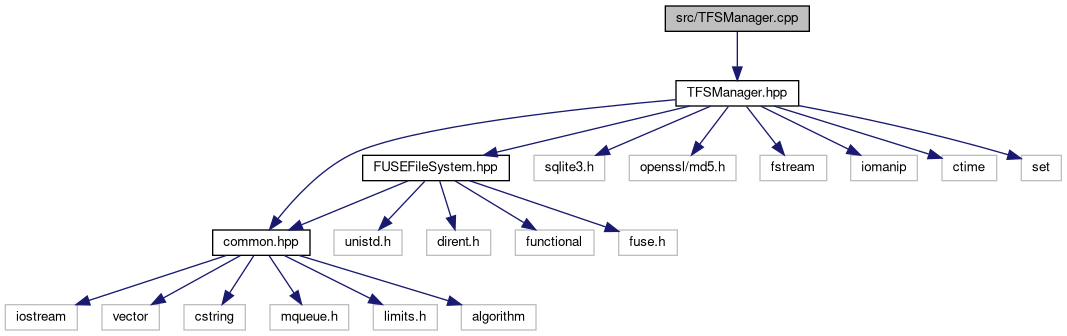 src/TFSManager.cpp
TFSManager.hpp
FUSEFileSystem.hpp
sqlite3.h
openssl/md5.h
fstream
iomanip
ctime
set
common.hpp
unistd.h
dirent.h
functional
fuse.h
iostream
vector
cstring
mqueue.h
limits.h
algorithm